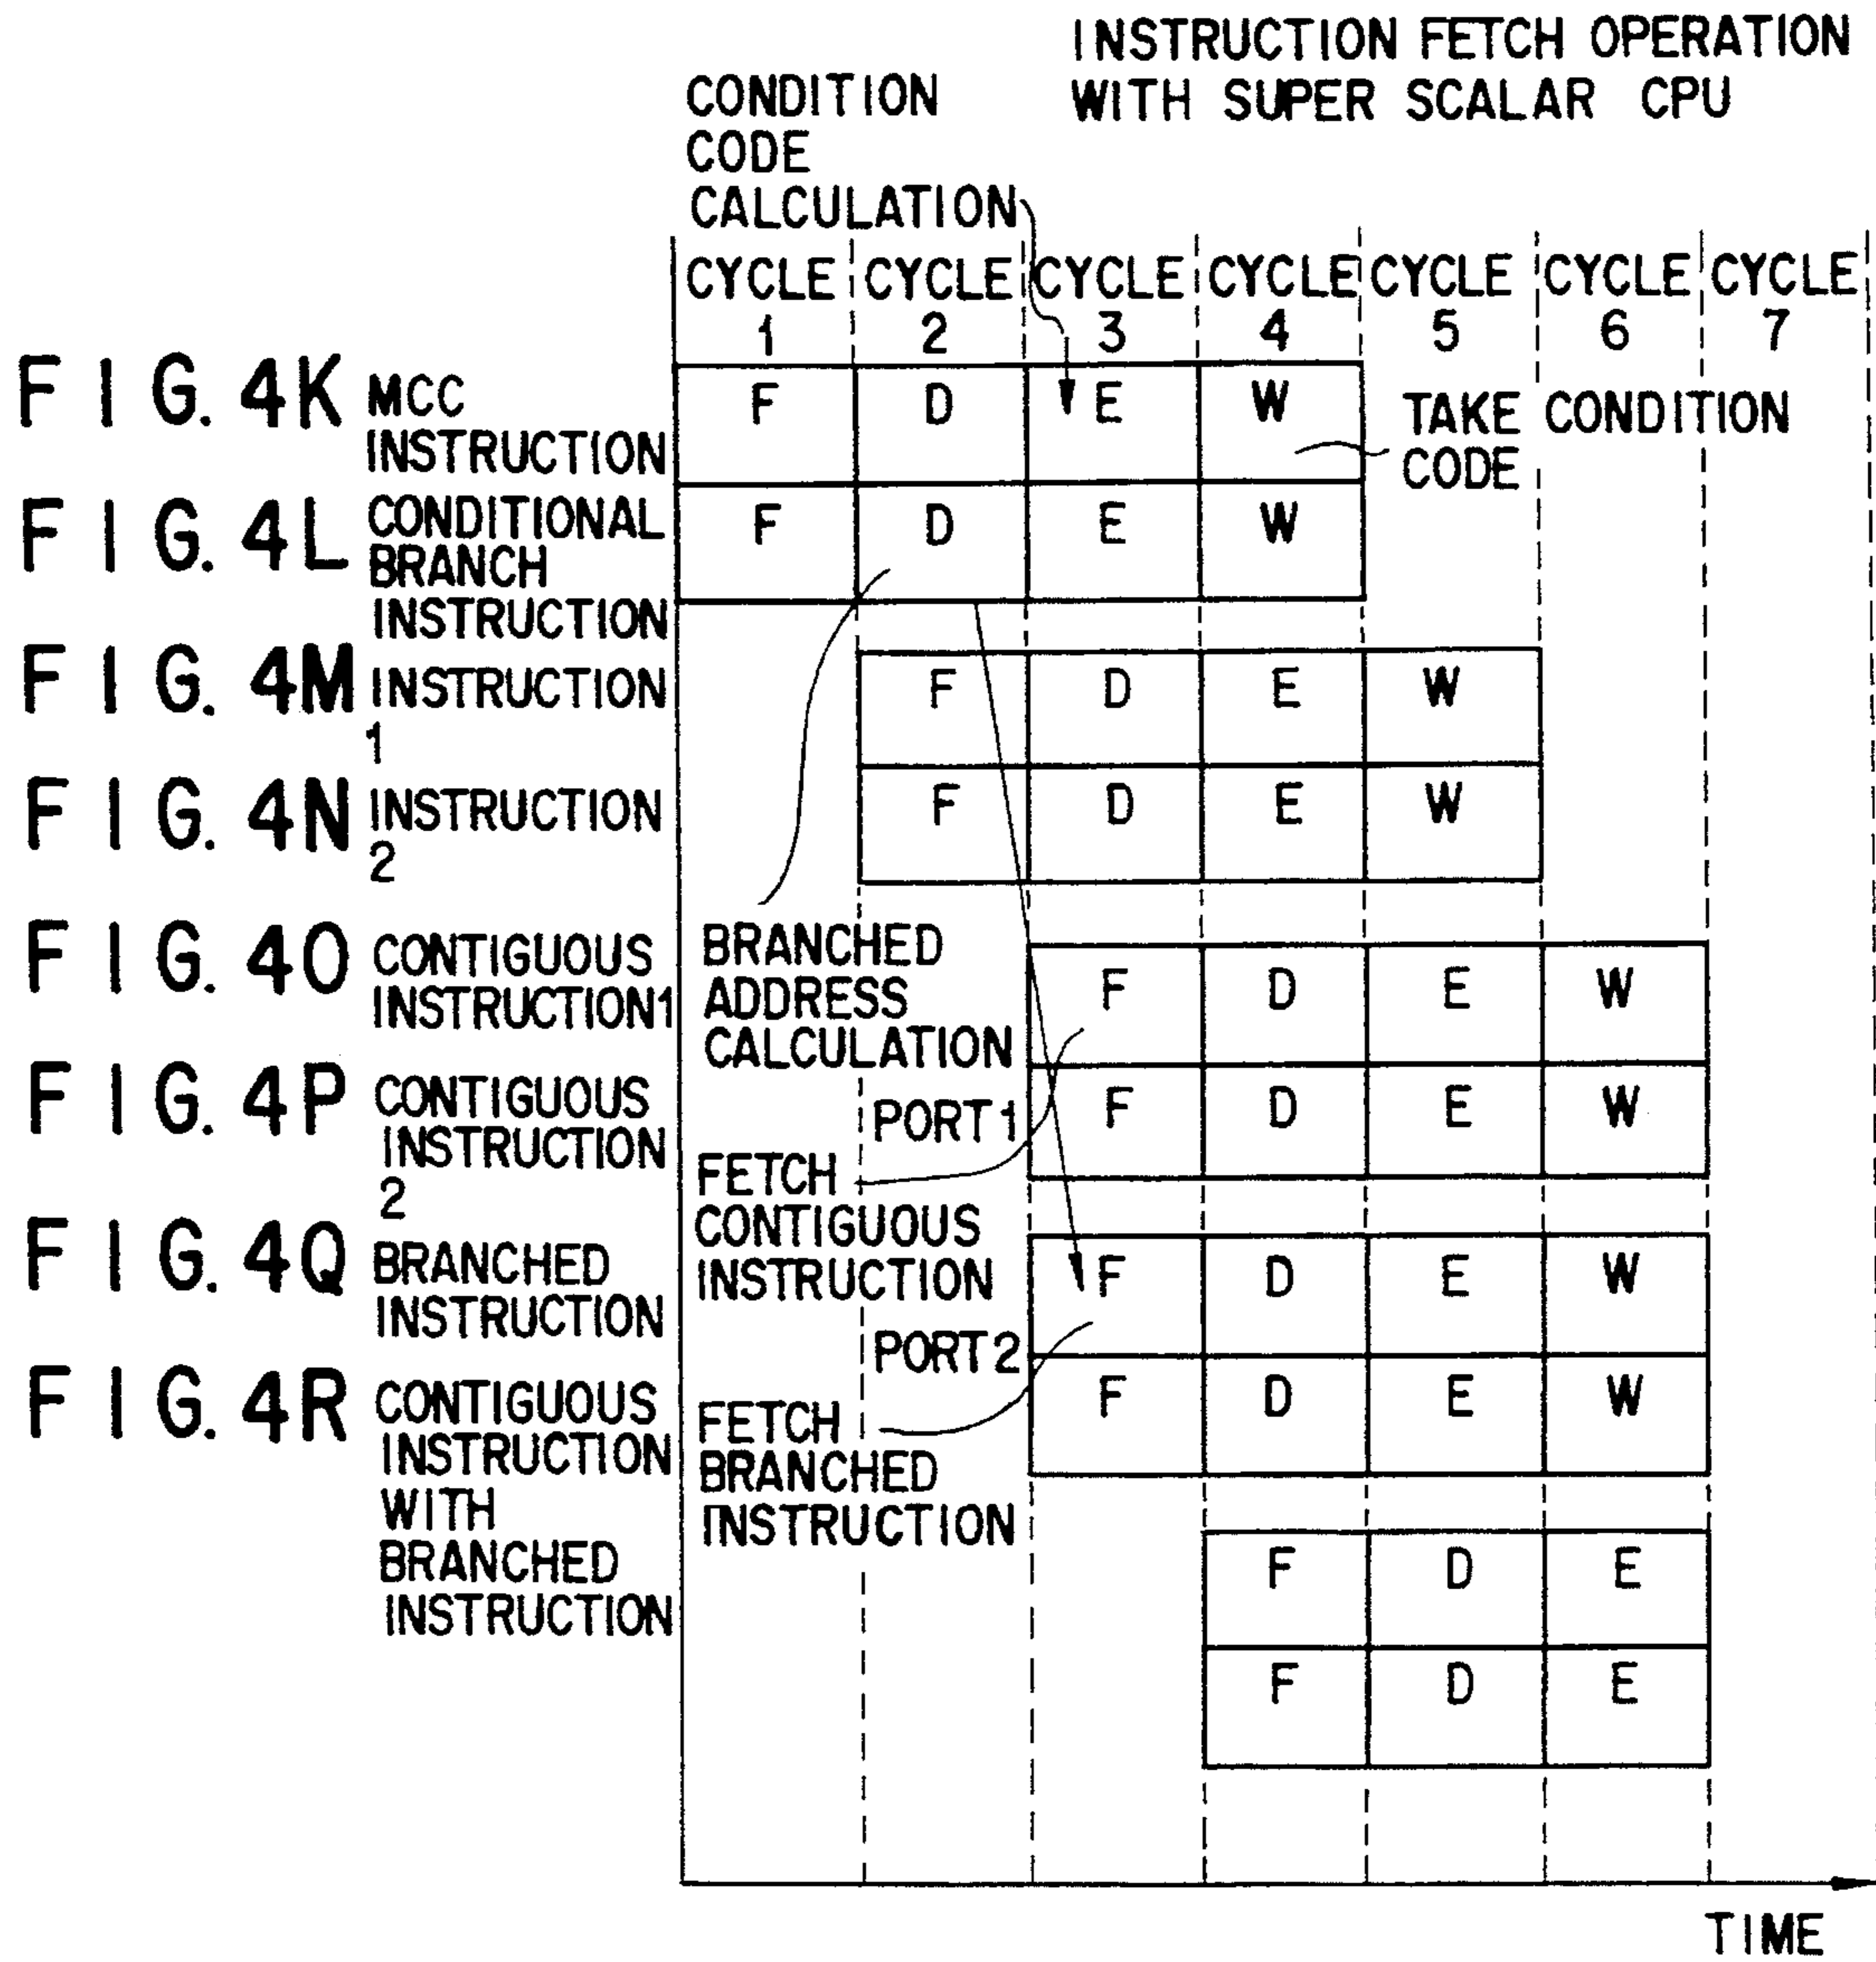 INSTRUCTION FETCH OPERATION
WITH SUPER SCALAR CPU
CONDITION
CODE
CALCULATION
CYCLE 1 CYCLE 2 CYCLE 3 CYCLE 4 CYCLE 5 CYCLE 6 CYCLE 7
FIG. 4K MCC
INSTRUCTION
F D E W
TAKE CONDITION
CODE
FIG. 4L CONDITIONAL
BRANCH
INSTRUCTION
F D E W
FIG. 4M INSTRUCTION
1
F D E W
FIG. 4N INSTRUCTION
2
F D E W
BRANCHED
ADDRESS
CALCULATION
FIG. 4O CONTIGUOUS
INSTRUCTION1
F D E W
PORT 1
FETCH
CONTIGUOUS
INSTRUCTION
FIG. 4P CONTIGUOUS
INSTRUCTION
2
F D E W
FIG. 4Q BRANCHED
INSTRUCTION
F D E W
PORT 2
FETCH
BRANCHED
INSTRUCTION
FIG. 4R CONTIGUOUS
INSTRUCTION
WITH
BRANCHED
INSTRUCTION
F D E W
F D E
F D E
TIME